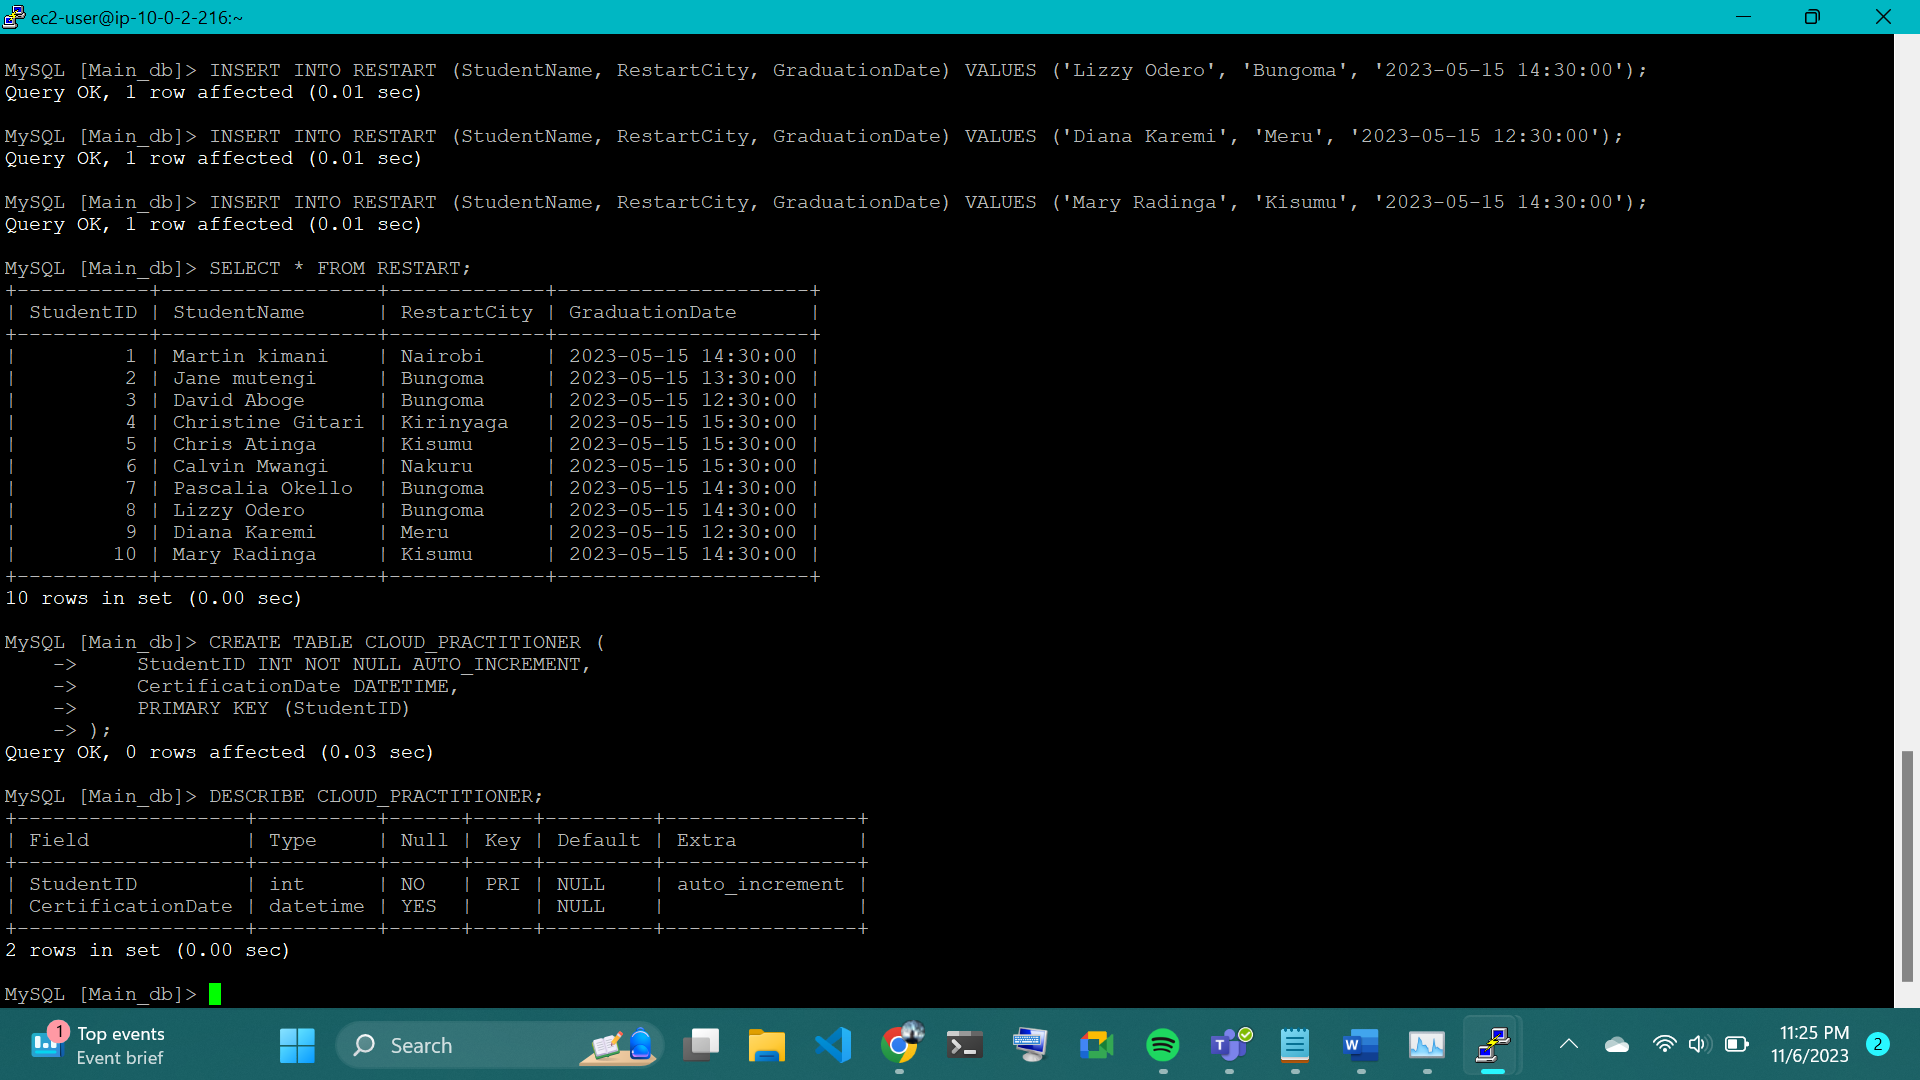 ec2-user@ip-10-0-2-216:~
MySQL [Main_db]> INSERT INTO RESTART (StudentName, RestartCity, GraduationDate) VALUES ('Lizzy Odero', 'Bungoma', '2023-05-15 14:30:00');
Query OK, 1 row affected (0.01 sec)
MySQL [Main_db]> INSERT INTO RESTART (StudentName, RestartCity, GraduationDate) VALUES ('Diana Karemi', 'Meru', '2023-05-15 12:30:00');
Query OK, 1 row affected (0.01 sec)
MySQL [Main_db]> INSERT INTO RESTART (StudentName, RestartCity, GraduationDate) VALUES ('Mary Radinga', 'Kisumu', '2023-05-15 14:30:00');
Query OK, 1 row affected (0.01 sec)
MySQL [Main_db]> SELECT * FROM RESTART;
+-----------+------------------+-------------+---------------------+
| StudentID | StudentName      | RestartCity | GraduationDate      |
+-----------+------------------+-------------+---------------------+
|         1 | Martin kimani    | Nairobi     | 2023-05-15 14:30:00 |
|         2 | Jane mutengi     | Bungoma     | 2023-05-15 13:30:00 |
|         3 | David Aboge      | Bungoma     | 2023-05-15 12:30:00 |
|         4 | Christine Gitari | Kirinyaga   | 2023-05-15 15:30:00 |
|         5 | Chris Atinga     | Kisumu      | 2023-05-15 15:30:00 |
|         6 | Calvin Mwangi    | Nakuru      | 2023-05-15 15:30:00 |
|         7 | Pascalia Okello  | Bungoma     | 2023-05-15 14:30:00 |
|         8 | Lizzy Odero      | Bungoma     | 2023-05-15 14:30:00 |
|         9 | Diana Karemi     | Meru        | 2023-05-15 12:30:00 |
|        10 | Mary Radinga     | Kisumu      | 2023-05-15 14:30:00 |
+-----------+------------------+-------------+---------------------+
10 rows in set (0.00 sec)
MySQL [Main_db]> CREATE TABLE CLOUD_PRACTITIONER (
    ->     StudentID INT NOT NULL AUTO_INCREMENT,
    ->     CertificationDate DATETIME,
    ->     PRIMARY KEY (StudentID)
    -> );
Query OK, 0 rows affected (0.03 sec)
MySQL [Main_db]> DESCRIBE CLOUD_PRACTITIONER;
+-------------------+----------+------+-----+---------+----------------+
| Field             | Type     | Null | Key | Default | Extra          |
+-------------------+----------+------+-----+---------+----------------+
| StudentID         | int      | NO   | PRI | NULL    | auto_increment |
| CertificationDate | datetime | YES  |     | NULL    |                |
+-------------------+----------+------+-----+---------+----------------+
2 rows in set (0.00 sec)
MySQL [Main_db]>
1
Top events
Event brief
Search
11:25 PM
11/6/2023
2